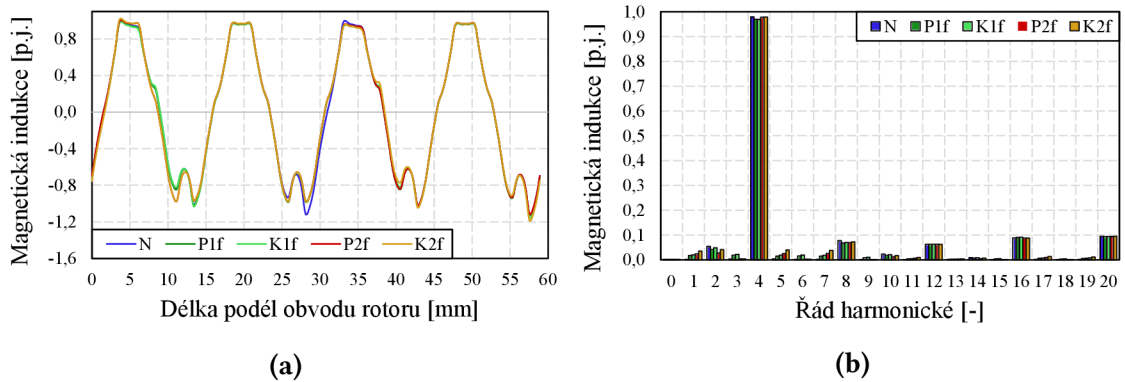 Magnetická indukce [p.j.]
0.8
0.4
0.0
-0.4
-0.8
-1.2
-1,6
N P1f K1f P2f K2f
0 5 10 15 20 25 30 35 40 45 50 55 60
Délka podél obvodu rotoru [mm]
(a)
Magnetická indukce [p.j.]
1,0
0,9
0,8
0,7
0,6
0,5
0,4
0,3
0,2
0,1
0,0
N P1f K1f P2f K2f
0 1 2 3 4 5 6 7 8 9 10 11 12 13 14 15 16 17 18 19 20
Řád harmonické [-]
(b)